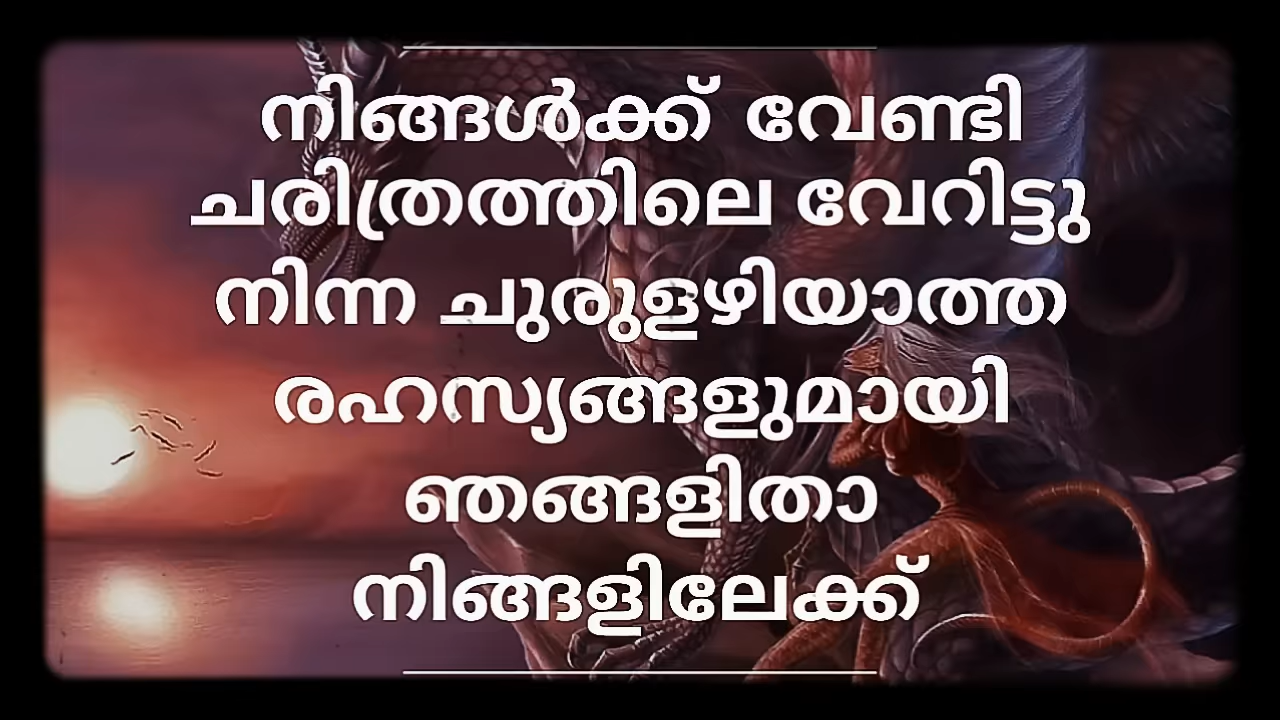 നിങ്ങൾക്ക് വേണ്ടി
ചരിത്രത്തിലെ വേറിട്ടു
നിന്ന ചുരുളഴിയാത്ത
രഹസ്യങ്ങളുമായി
ഞങ്ങളിതാ
നിങ്ങളിലേക്ക്